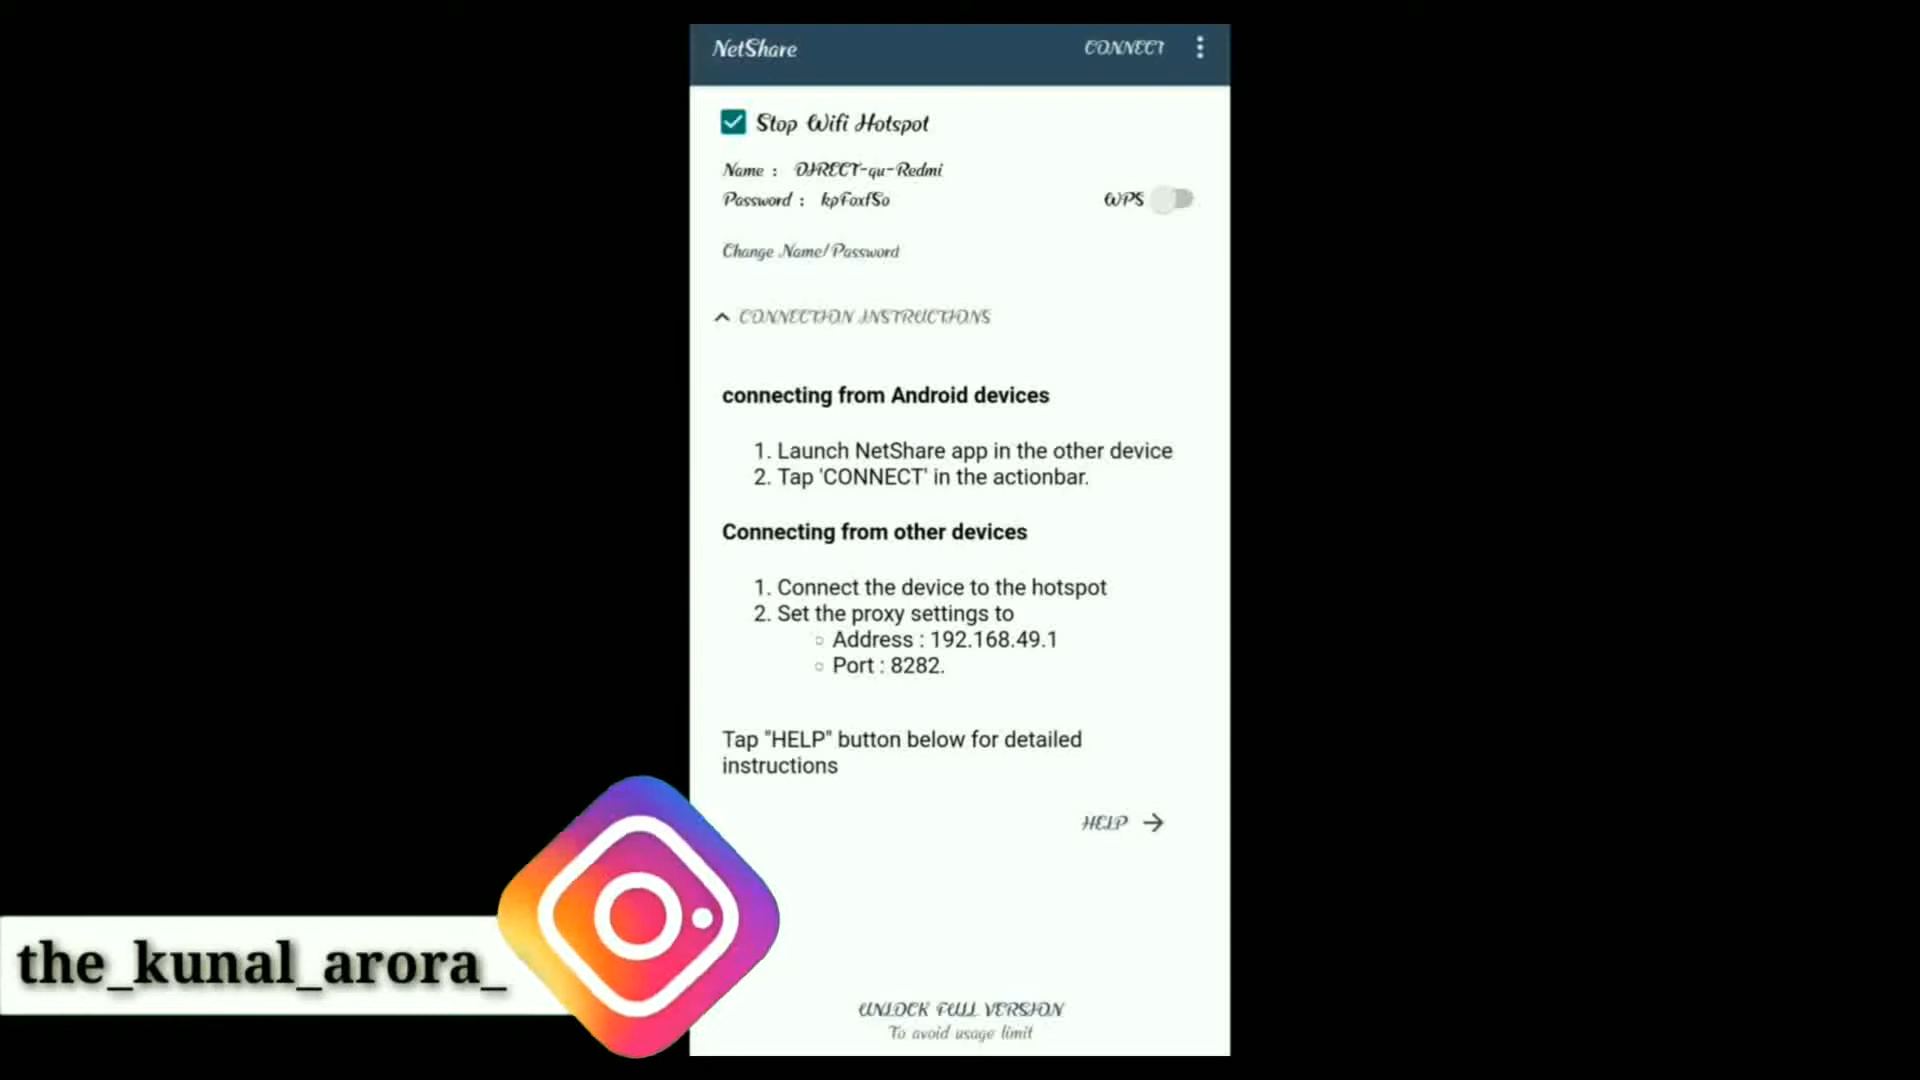 NetShare CONNECT
Stop Wifi Hotspot
Name : DIRECT-qu-Redmi
Password : kpFoxfSo WPS
Change Name/Password
CONNECTION INSTRUCTIONS
connecting from Android devices
1. Launch NetShare app in the other device
2. Tap 'CONNECT' in the actionbar.
Connecting from other devices
1. Connect the device to the hotspot
2. Set the proxy settings to
Address : 192.168.49.1
Port : 8282.
Tap "HELP" button below for detailed
instructions
HELP
the_kunal_arora_
UNLOCK FULL VERSION
To avoid usage limit